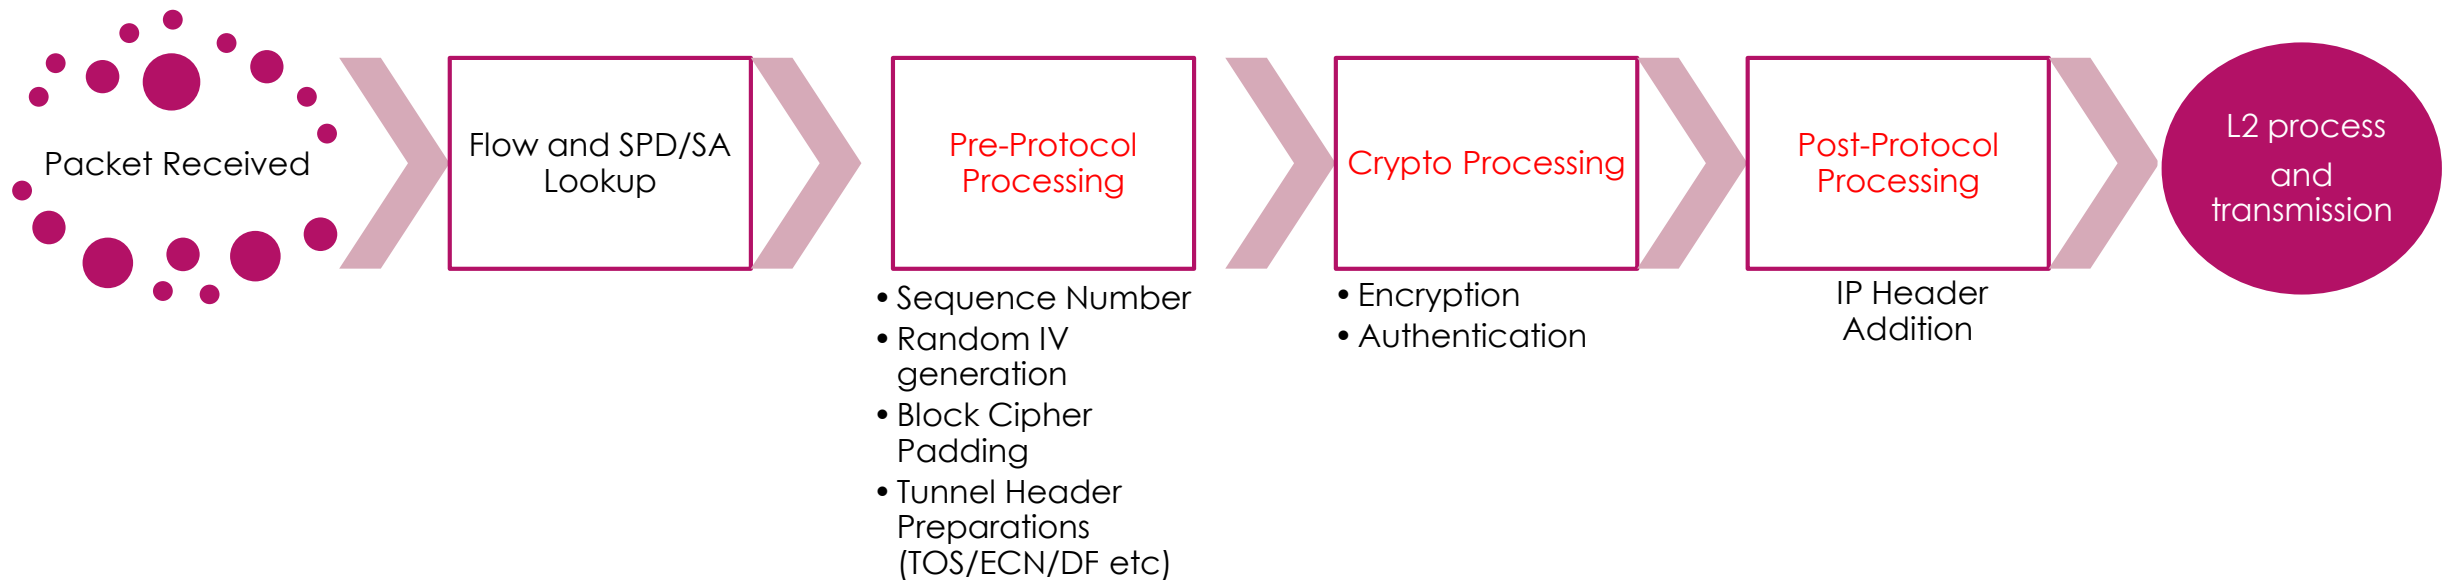 Packet Received
Flow and SPD/SA
Lookup
Pre-Protocol
Processing
• Sequence Number
• Random IV
generation
• Block Cipher
Padding
• Tunnel Header
Preparations
(TOS/ECN/DF etc)
Crypto Processing
• Encryption
• Authentication
Post-Protocol
Processing
IP Header
Addition
L2 process
and
transmission